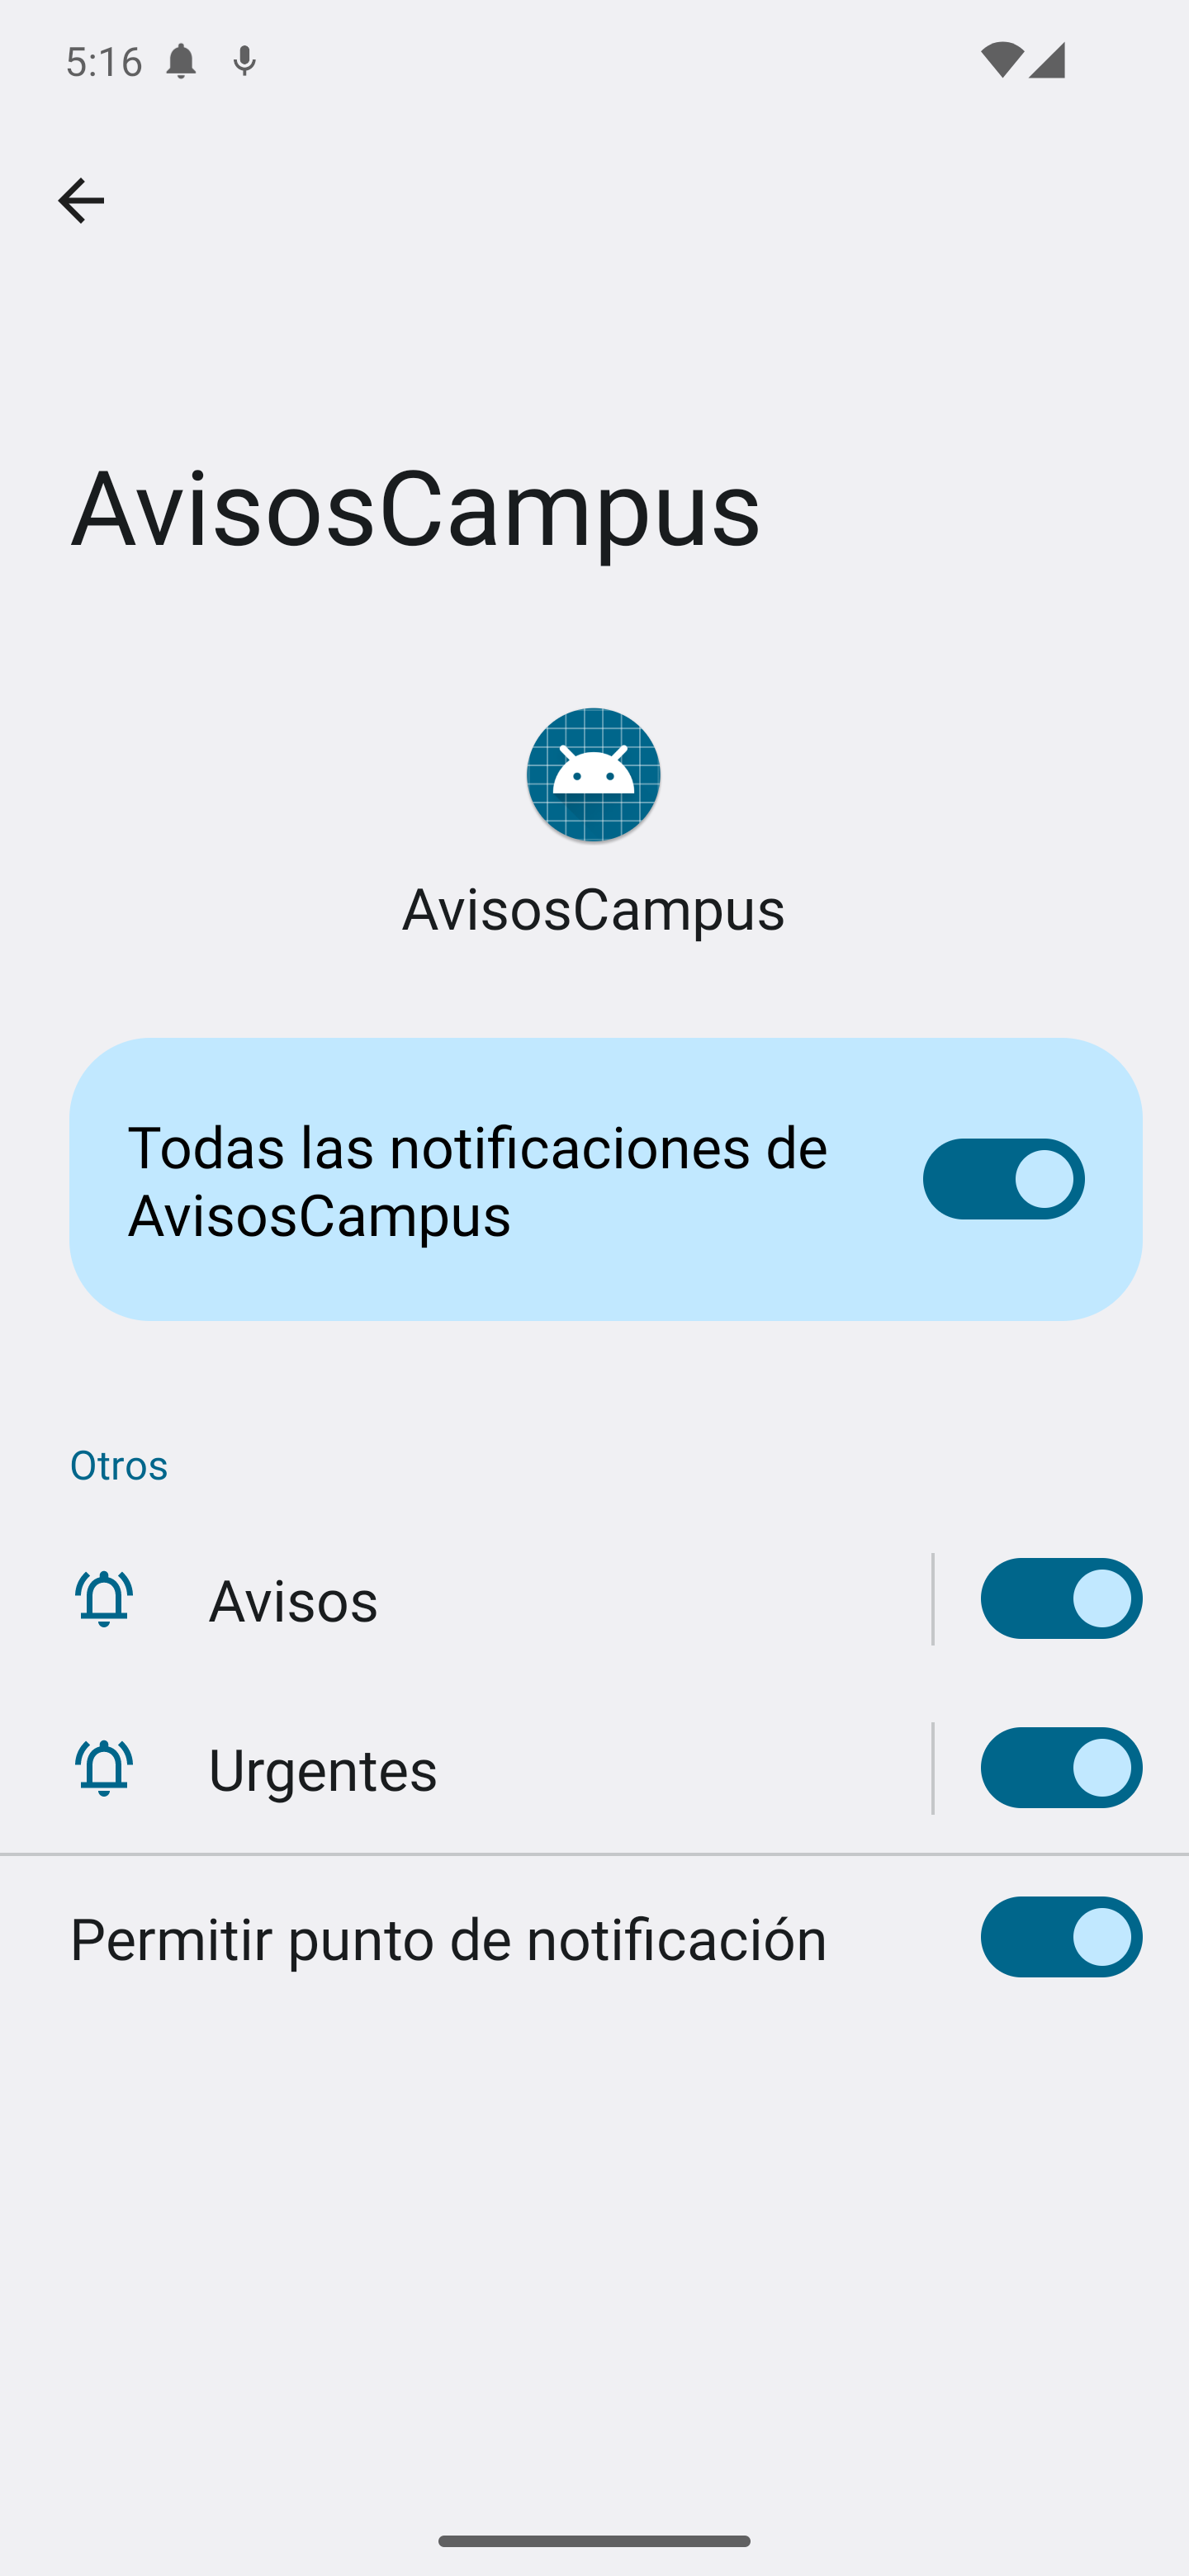 5:16
AvisosCampus
AvisosCampus
Todas las notificaciones de
AvisosCampus
Otros
Avisos
Urgentes
Permitir punto de notificación